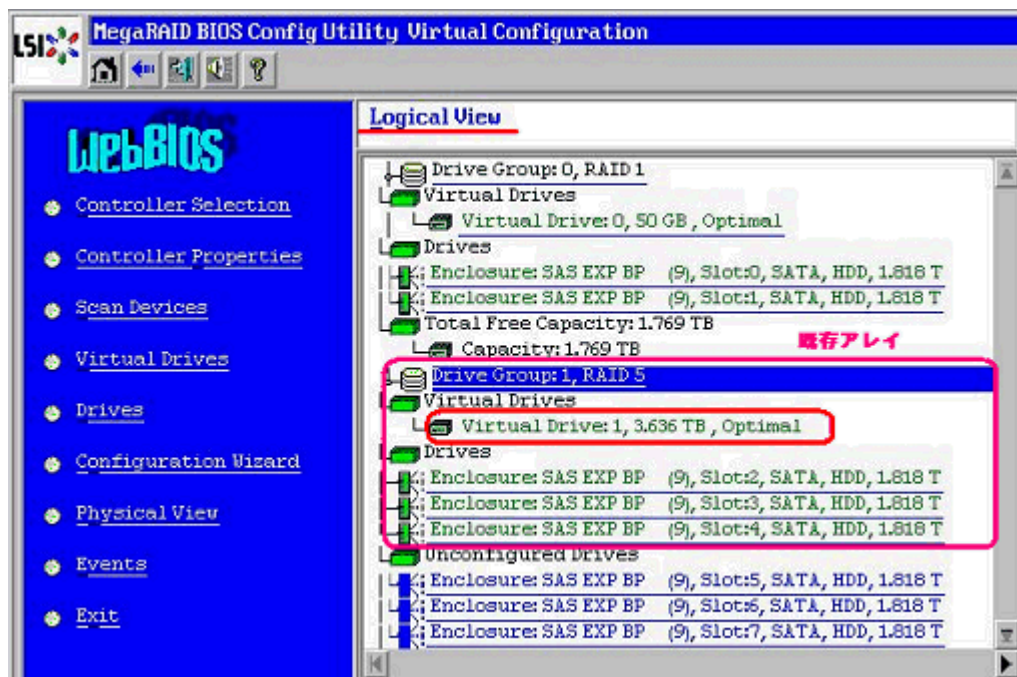 LSI
MegaRAID BIOS Config Utility Virtual Configuration
WebBIOS
Controller Selection
Controller Properties
Scan Devices
Virtual Drives
Drives
Configuration Wizard
Physical View
Events
Exit
Logical View
Drive Group: 0, RAID 1
Virtual Drives
Virtual Drive: 0, 50 GB , Optimal
Drives
Enclosure: SAS EXP BP (9), Slot:0, SATA, HDD, 1.818 T
Enclosure: SAS EXP BP (9), Slot:1, SATA, HDD, 1.818 T
Total Free Capacity: 1.769 TB
Capacity: 1.769 TB
既存アレイ
Drive Group: 1, RAID 5
Virtual Drives
Virtual Drive: 1, 3.636 TB , Optimal
Drives
Enclosure: SAS EXP BP (9), Slot:2, SATA, HDD, 1.818 T
Enclosure: SAS EXP BP (9), Slot:3, SATA, HDD, 1.818 T
Enclosure: SAS EXP BP (9), Slot:4, SATA, HDD, 1.818 T
Unconfigured Drives
Enclosure: SAS EXP BP (9), Slot:5, SATA, HDD, 1.818 T
Enclosure: SAS EXP BP (9), Slot:6, SATA, HDD, 1.818 T
Enclosure: SAS EXP BP (9), Slot:7, SATA, HDD, 1.818 T